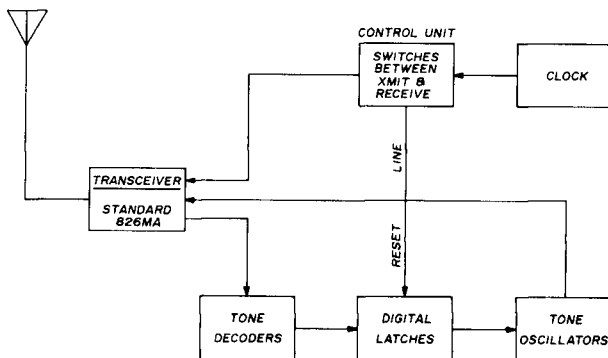 CONTROL UNIT
SWITCHES
BETWEEN
XMIT &
RECEIVE
CLOCK
LINE
RESET
TRANSCEIVER
STANDARD
826MA
TONE
DECODERS
DIGITAL
LATCHES
TONE
OSCILLATORS